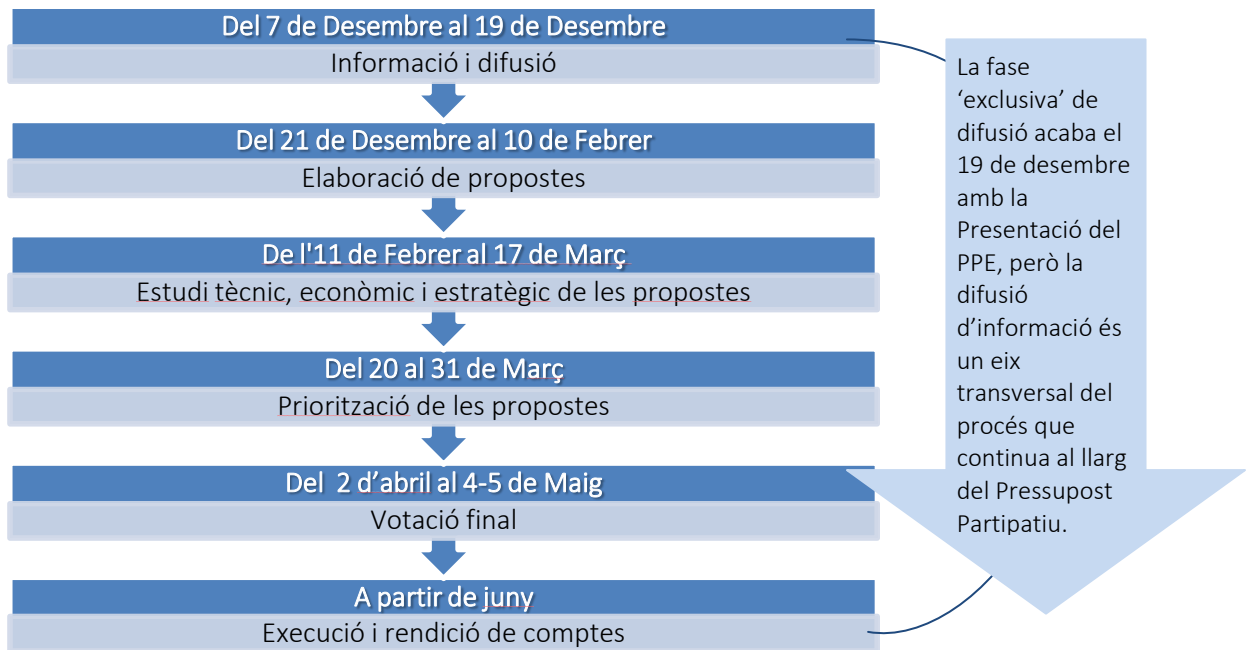 Del 7 de Desembre al 19 de Desembre
Informació i difusió
Del 21 de Desembre al 10 de Febrer
Elaboració de propostes
De l'11 de Febrer al 17 de Març
Estudi tècnic, econòmic i estratègic de les propostes
Del 20 al 31 de Març
Priorització de les propostes
Del  2 d’abril al 4-5 de Maig
Votació final
A partir de juny
Execució i rendició de comptes
La fase
‘exclusiva’ de
difusió acaba el
19 de desembre
amb la
Presentació del
PPE, però la
difusió
d’informació és
un eix
transversal del
procés que
continua al llarg
del Pressupost
Partipatiu.